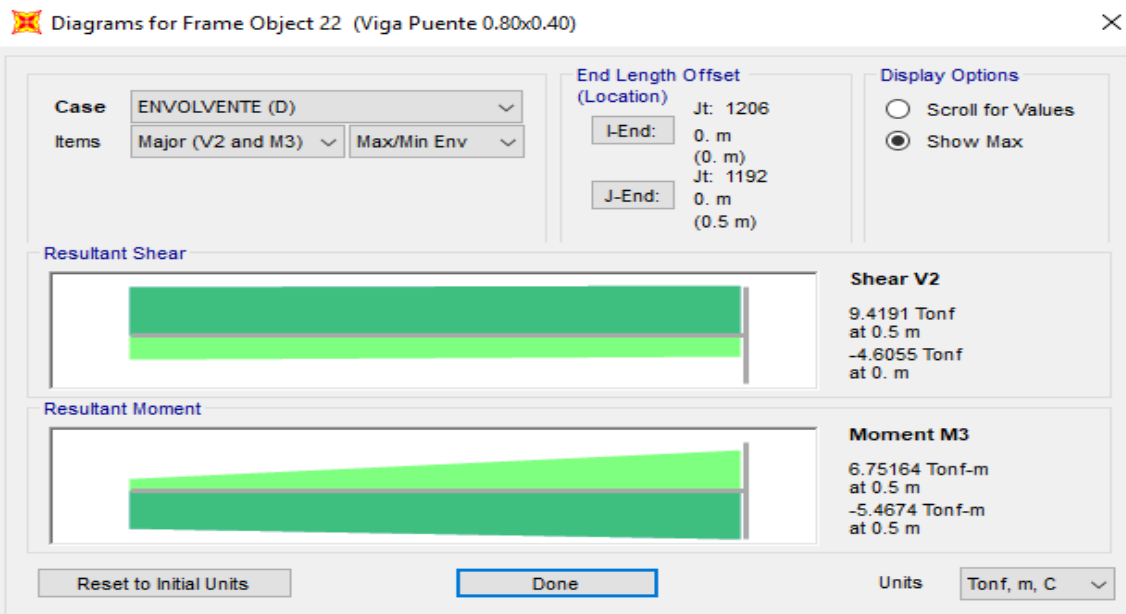 Diagrams for Frame Object 22 (Viga Puente 0.80x0.40)
Case
ENVOLVENTE (D)
Items
Major (V2 and M3)
Max/Min Env
End Length Offset
(Location)
I-End:
Jt: 1206
0. m
(0. m)
J-End:
Jt: 1192
0. m
(0.5 m)
Display Options
Scroll for Values
Show Max
Resultant Shear
Shear V2
9.4191 Tonf
at 0.5 m
-4.6055 Tonf
at 0. m
Resultant Moment
Moment M3
6.75164 Tonf-m
at 0.5 m
-5.4674 Tonf-m
at 0.5 m
Reset to Initial Units
Done
Units
Tonf, m, C